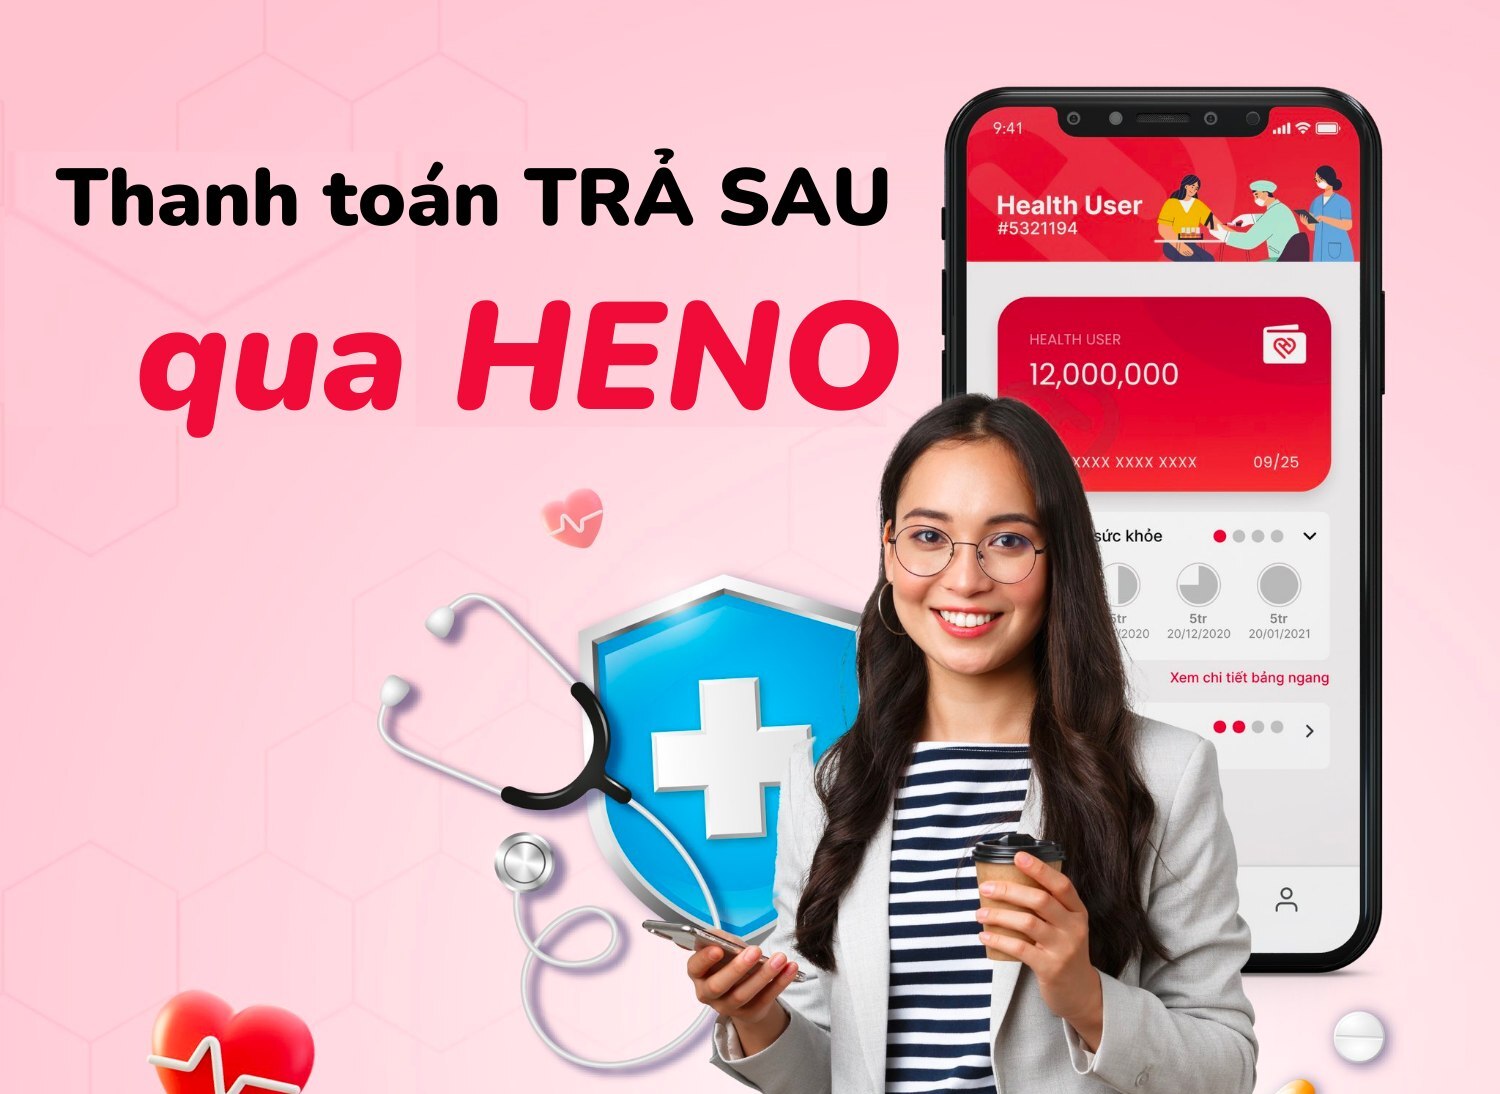 Thanh toán TRẢ SAU
qua HENO
9:41
Health User
#5321194
HEALTH USER
12,000,000
XXXX XXXX XXXX 09/25
sức khỏe
5tr 5tr 5tr
/2020 20/12/2020 20/01/2021
Xem chi tiết bảng ngang